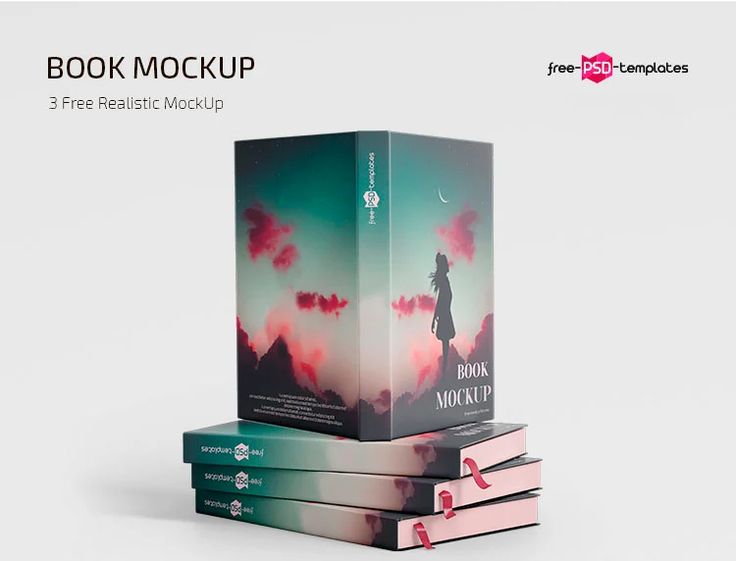 BOOK MOCKUP
3 Free Realistic MockUp
free-PSD-templates
free-PSD-templates
BOOK
MOCKUP
free-PSD-templates
free-PSD-templates
free-PSD-templates